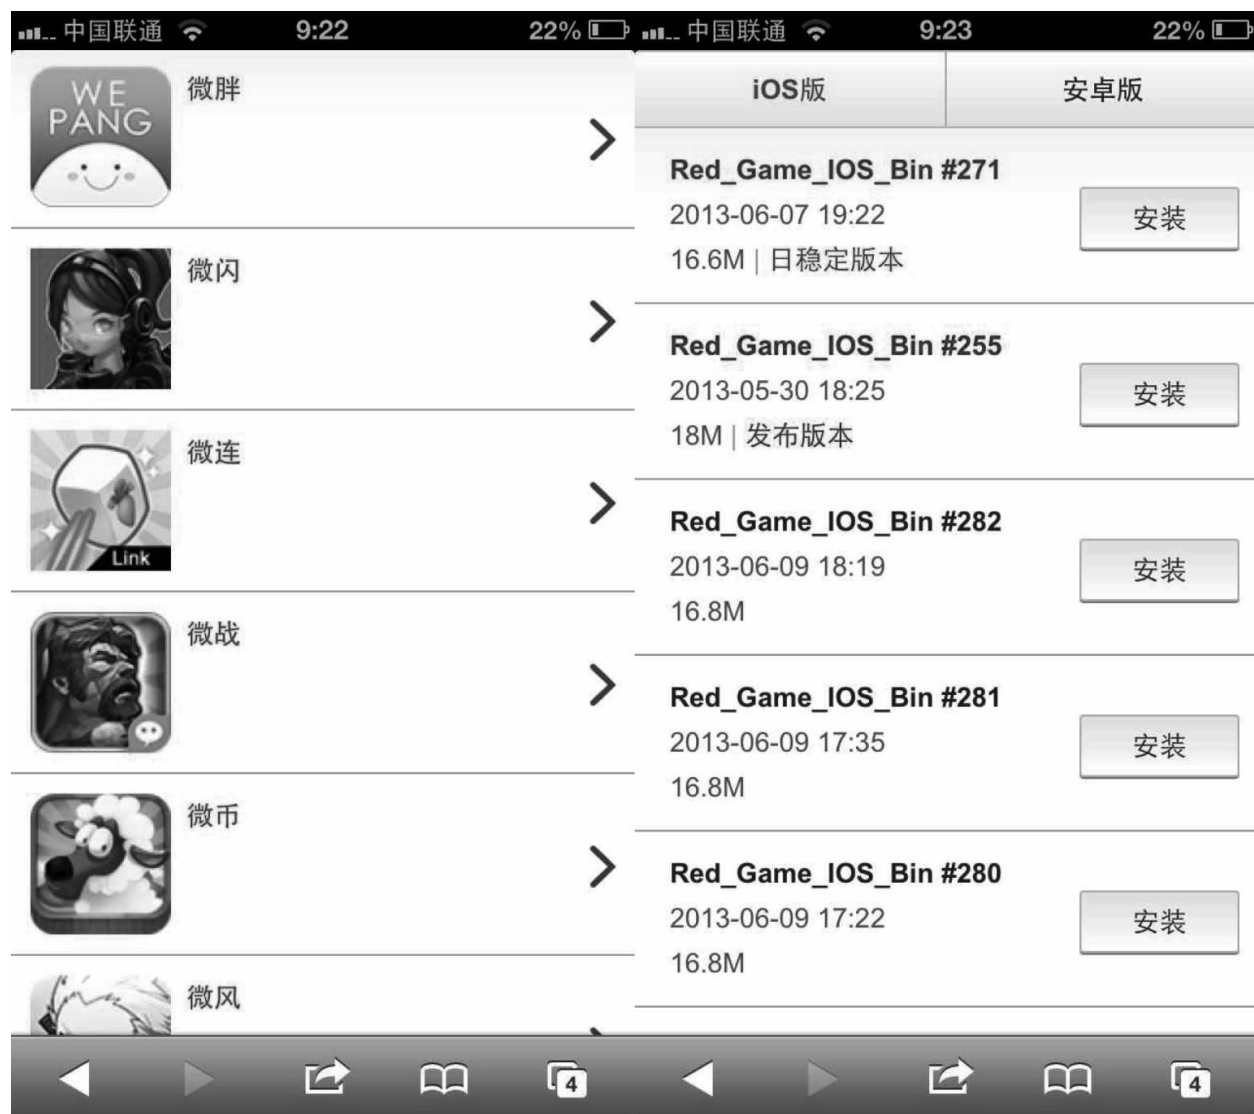 中国联通 9:22 22%
WE
PANG
微胖
微闪
微连
Link
微战
微币
微风
4
中国联通 9:23 22%
iOS版 安卓版
Red_Game_IOS_Bin #271
2013-06-07 19:22
16.6M | 日稳定版本
安装
Red_Game_IOS_Bin #255
2013-05-30 18:25
18M | 发布版本
安装
Red_Game_IOS_Bin #282
2013-06-09 18:19
16.8M
安装
Red_Game_IOS_Bin #281
2013-06-09 17:35
16.8M
安装
Red_Game_IOS_Bin #280
2013-06-09 17:22
16.8M
安装
4